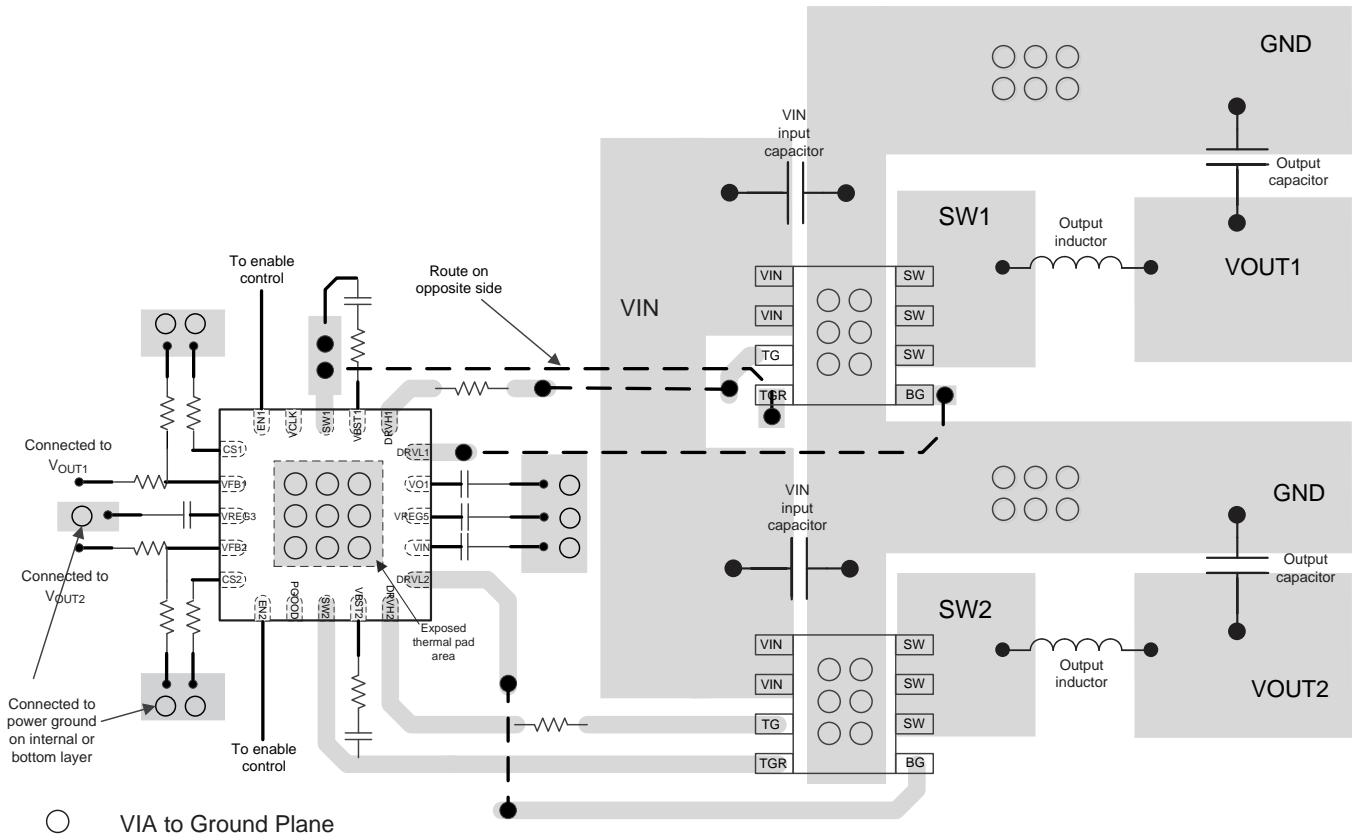 GND
VIN
input
capacitor
Output
capacitor
SW1
Output
inductor
VOUT1
To enable
control
Route on
opposite side
VIN
VIN
VIN
TG
TGR
SW
SW
SW
BG
EN1
VCLK
SW1
VBST1
DRVH1
CS1
VFB1
VREG3
VFB2
CS2
DRVL1
VO1
VREG5
VIN
DRVL2
EN2
PGOOD
SW2
VBST2
DRVH2
Connected to
VOUT1
Connected to
VOUT2
Exposed
thermal pad
area
Connected to
power ground
on internal or
bottom layer
To enable
control
VIN
input
capacitor
GND
Output
capacitor
SW2
Output
inductor
VOUT2
VIN
VIN
TG
TGR
SW
SW
SW
BG
VIA to Ground Plane